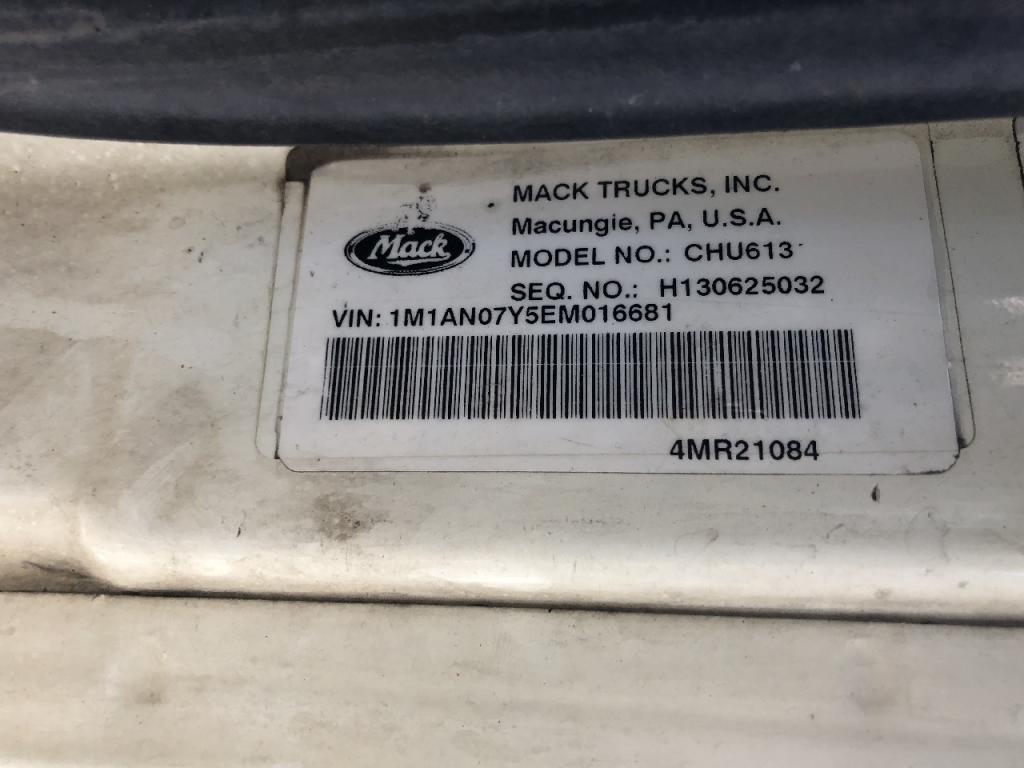 Mack
MACK TRUCKS, INC.
Macungie, PA, U.S.A.
MODEL NO.: CHU613
SEQ. NO.: H130625032
VIN: 1M1AN07Y5EM016681
4MR21084